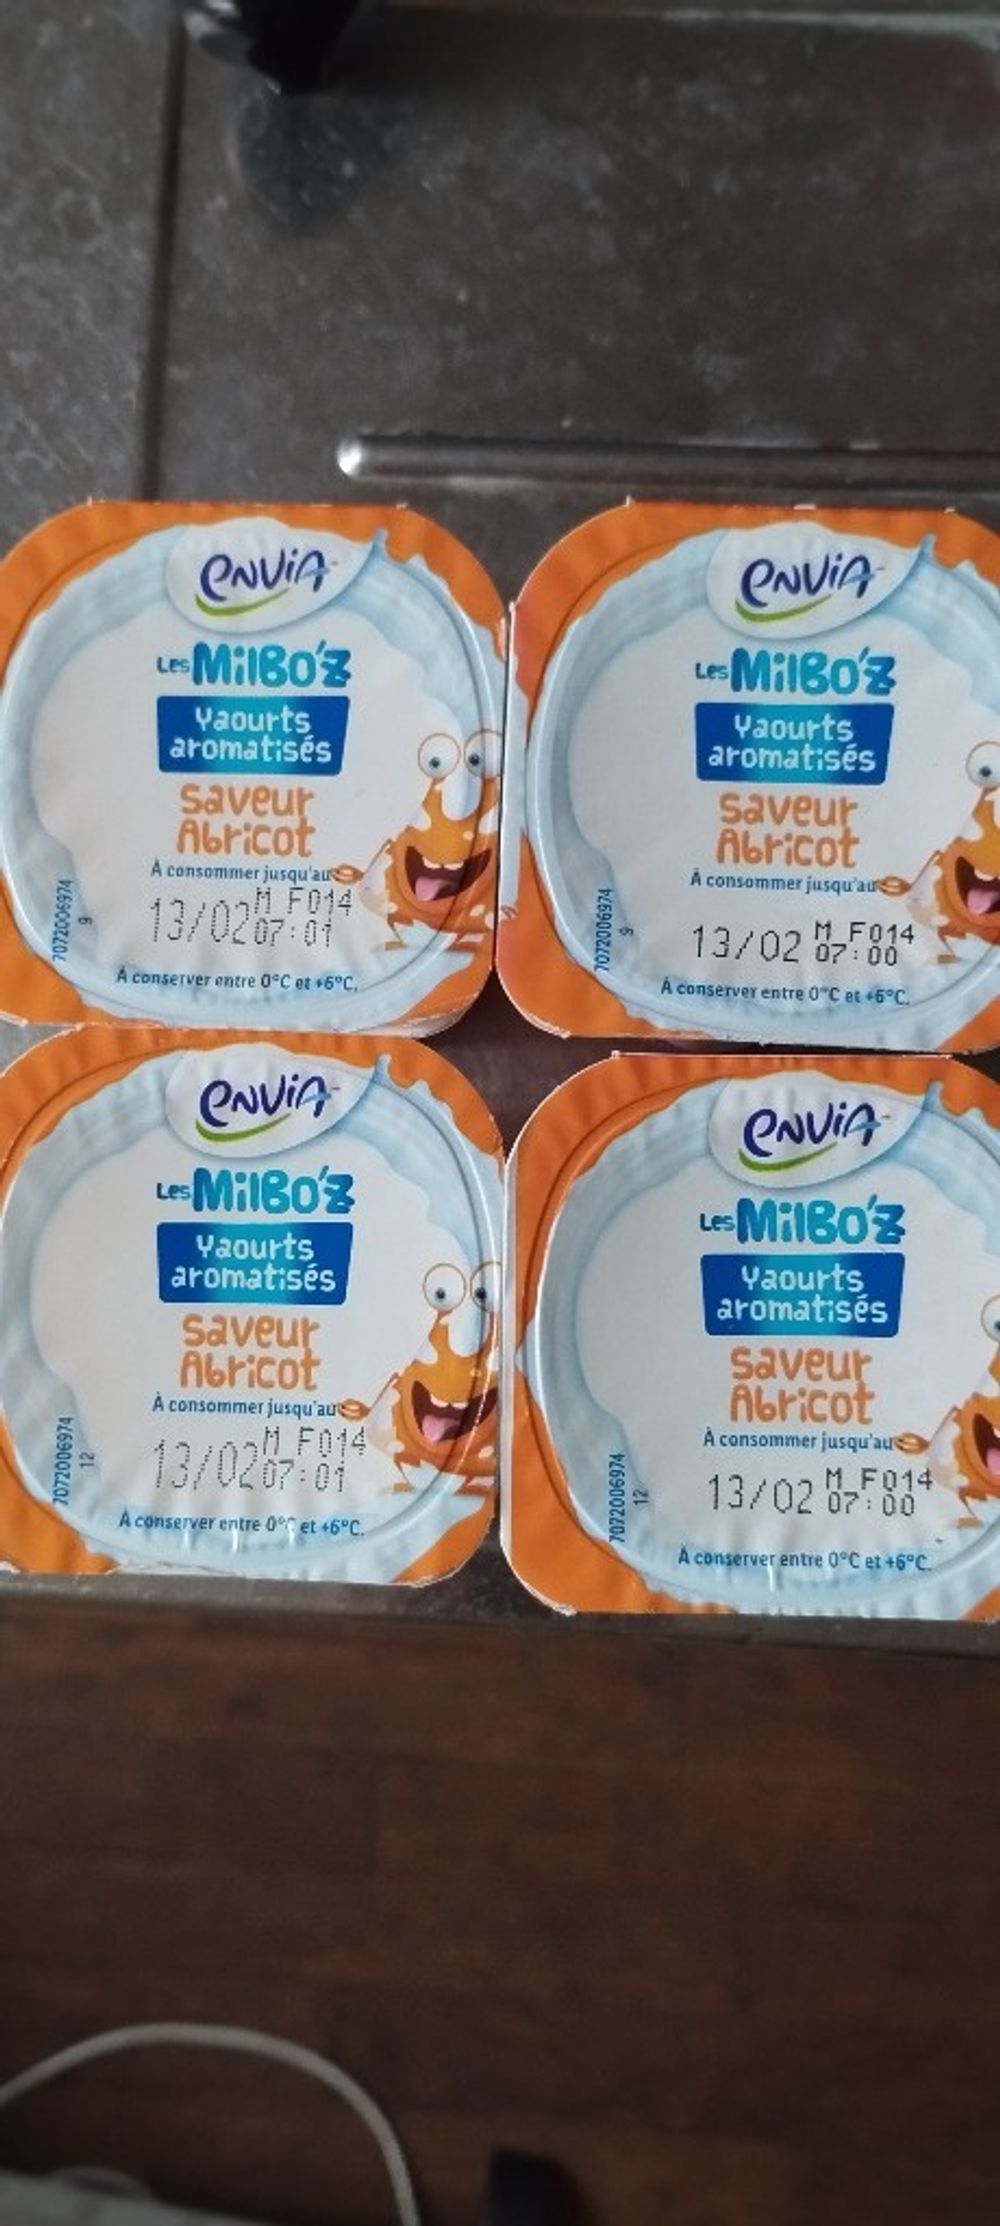 envia
Les MilBo'z
Yaourts
aromatisés
saveur
Abricot
À consommer jusqu'au
13/02 M F014
07:01
7072006974
9
À conserver entre 0°C et +6°C.
envia
Les MilBo'z
Yaourts
aromatisés
saveur
Abricot
À consommer jusqu'au
13/02 M F014
07:00
7072006974
9
À conserver entre 0°C et +6°C.
envia
Les MilBo'z
Yaourts
aromatisés
saveur
Abricot
À consommer jusqu'au
13/02 M F014
07:01
7072006974
12
À conserver entre 0°C et +6°C.
envia
Les MilBo'z
Yaourts
aromatisés
saveur
Abricot
À consommer jusqu'au
13/02 M F014
07:00
7072006974
12
À conserver entre 0°C et +6°C.